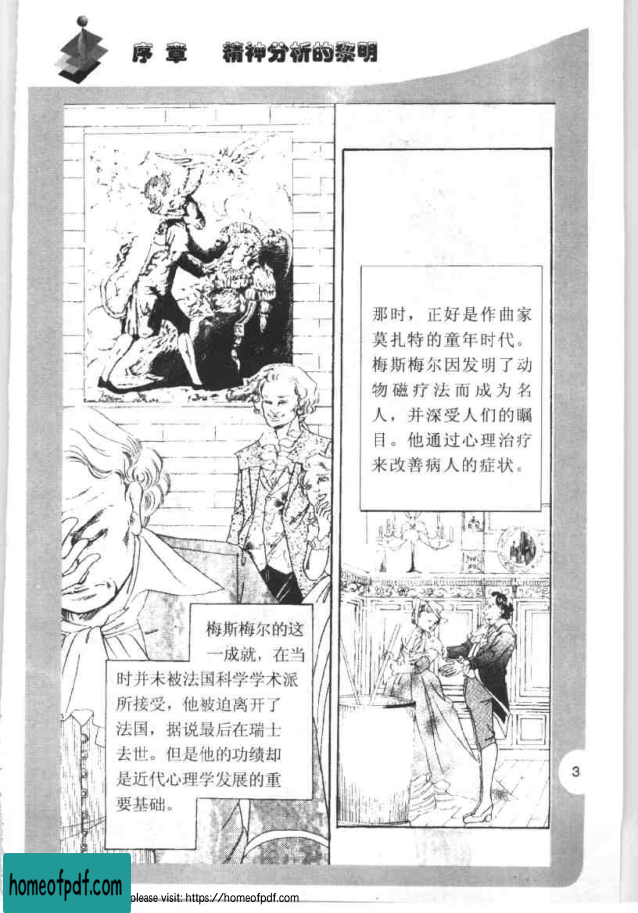 序章 精神分析的黎明
那时，正好是作曲家
莫扎特的童年时代。
梅斯梅尔因发明了动
物磁疗法而成为名
人，并深受人们的瞩
目。他通过心理治疗
来改善病人的症状。
梅斯梅尔的这
一成就，在当
时并未被法国科学学术派
所接受，他被迫离开了
法国，据说最后在瑞士
去世。但是他的功绩却
是近代心理学发展的重
要基础。
3
homeofpdf.com
please visit: https://homeofpdf.com